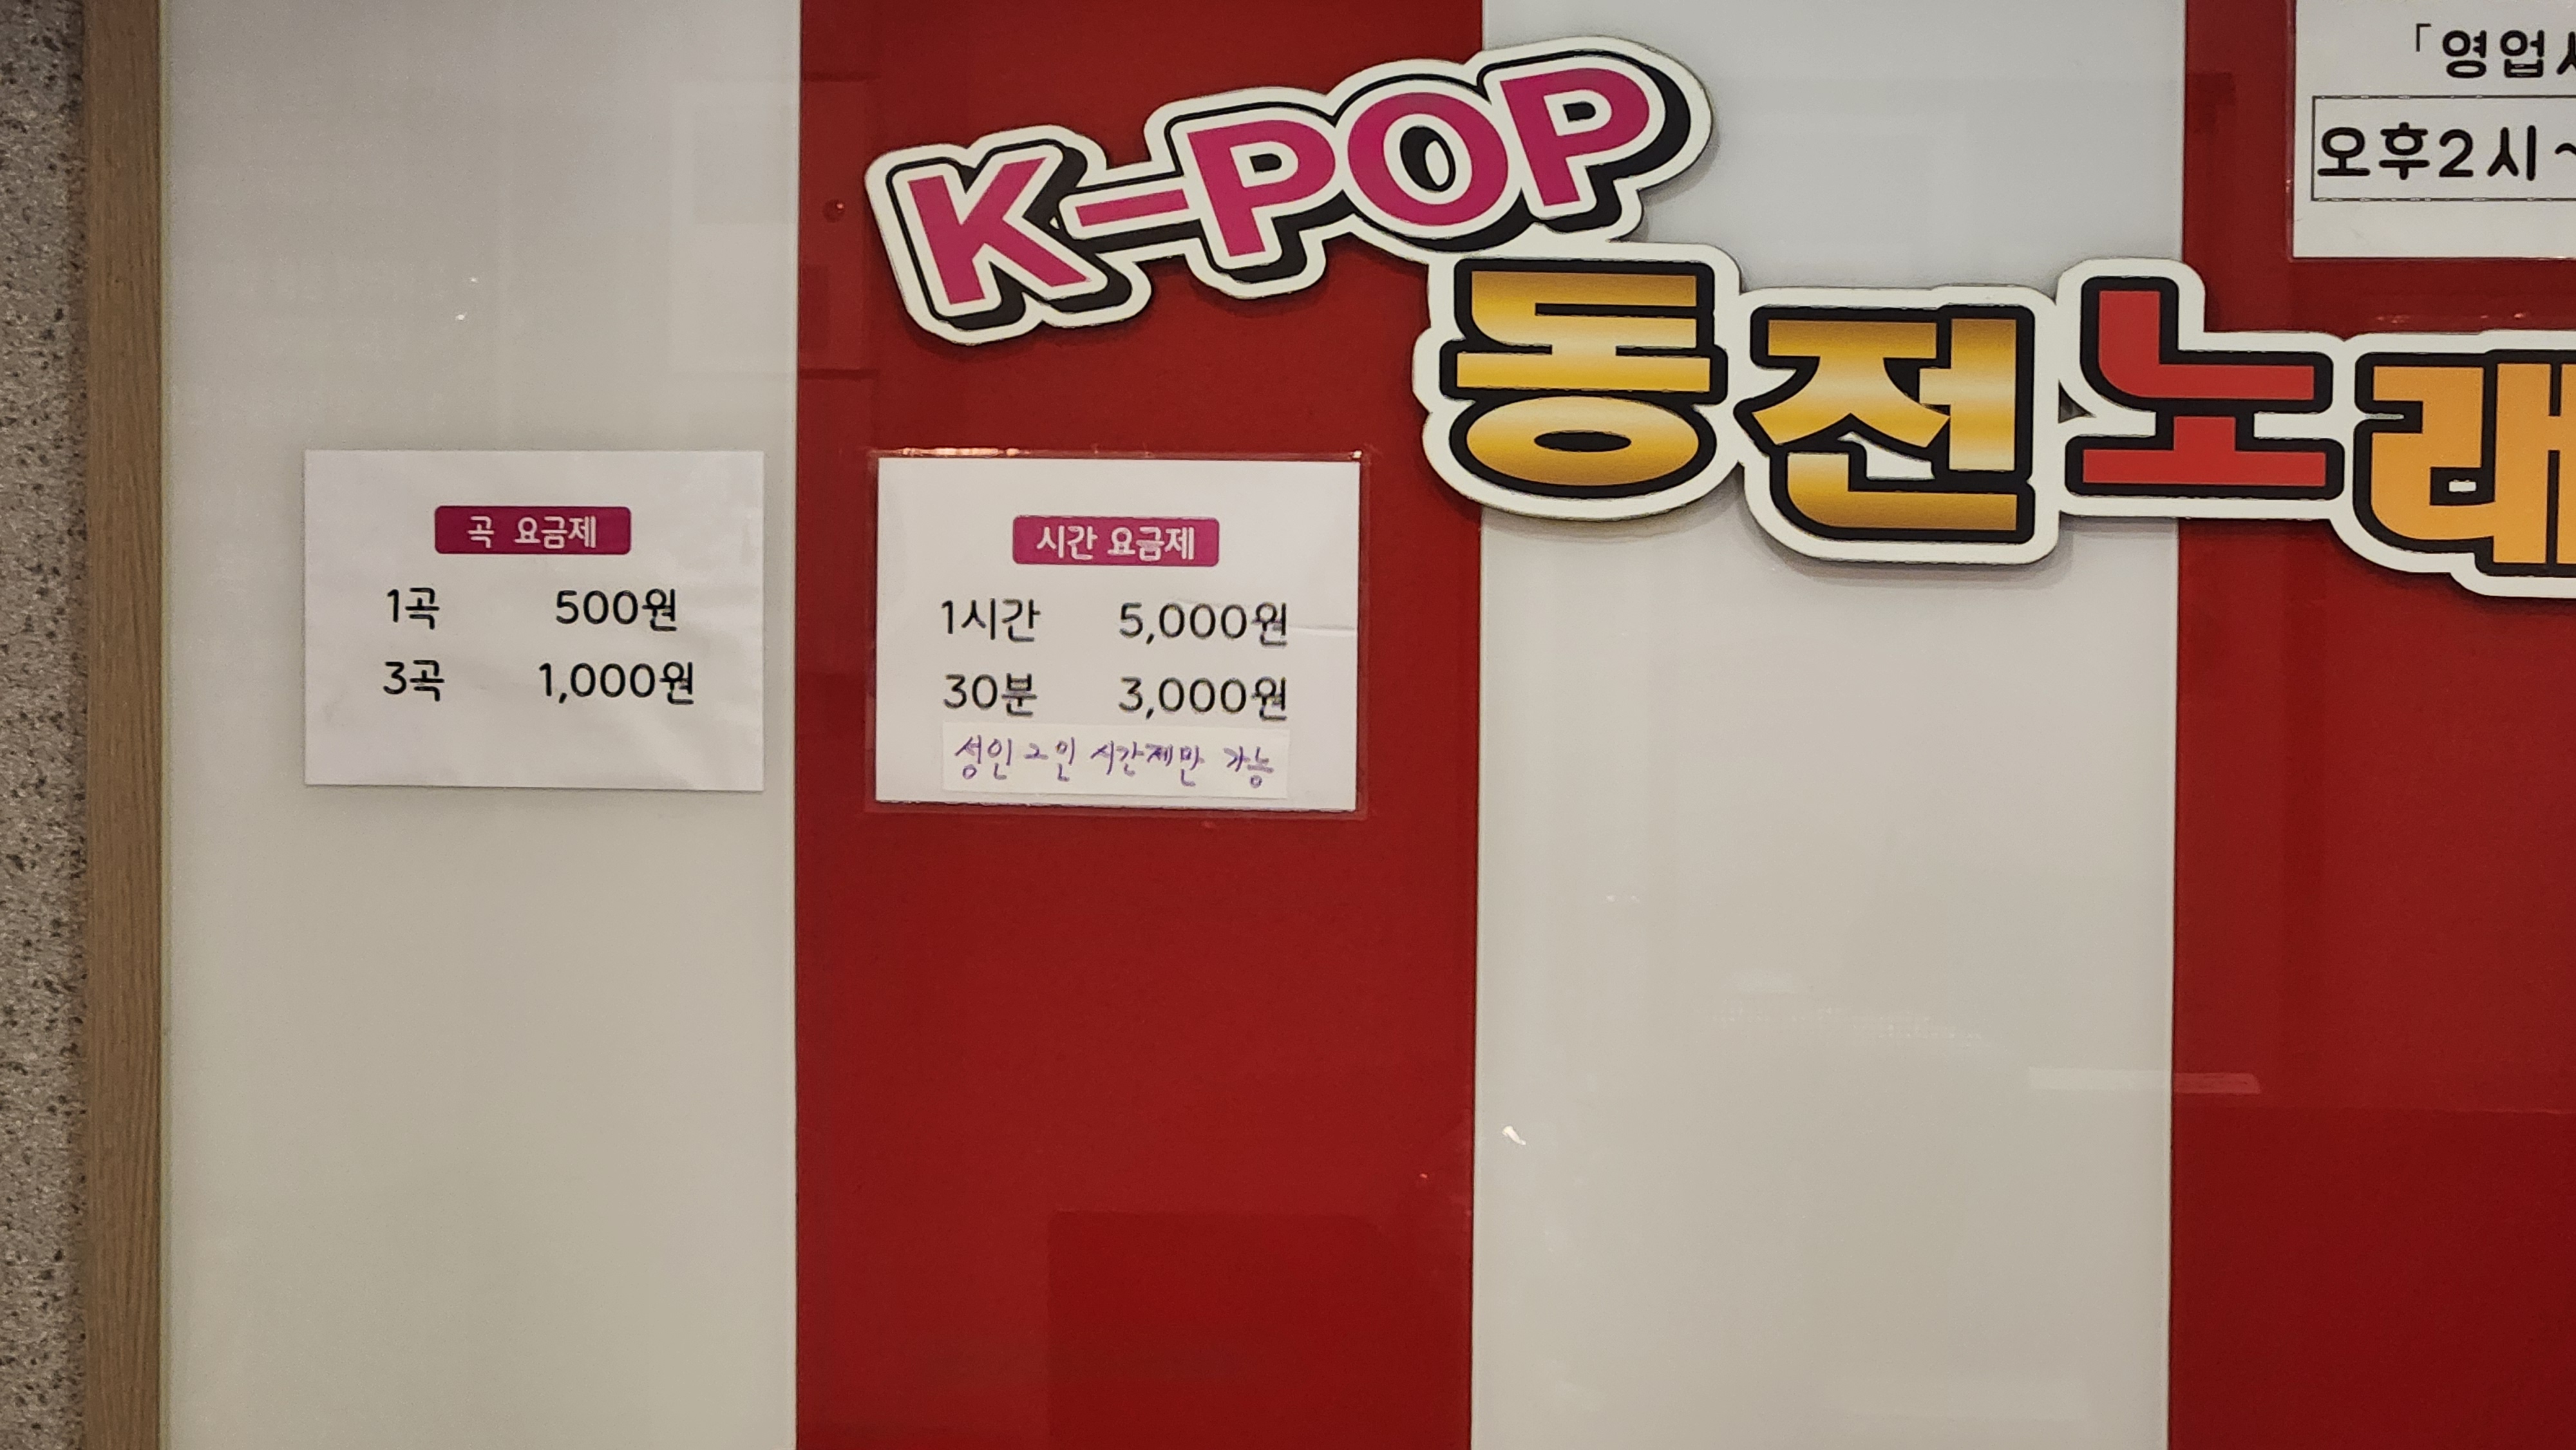 K-POP
동전노래
「영업
오후2시~
곡 요금제
1곡 500원
3곡 1,000원
시간 요금제
1시간 5,000원
30분 3,000원
성인2인 시간제만 가능